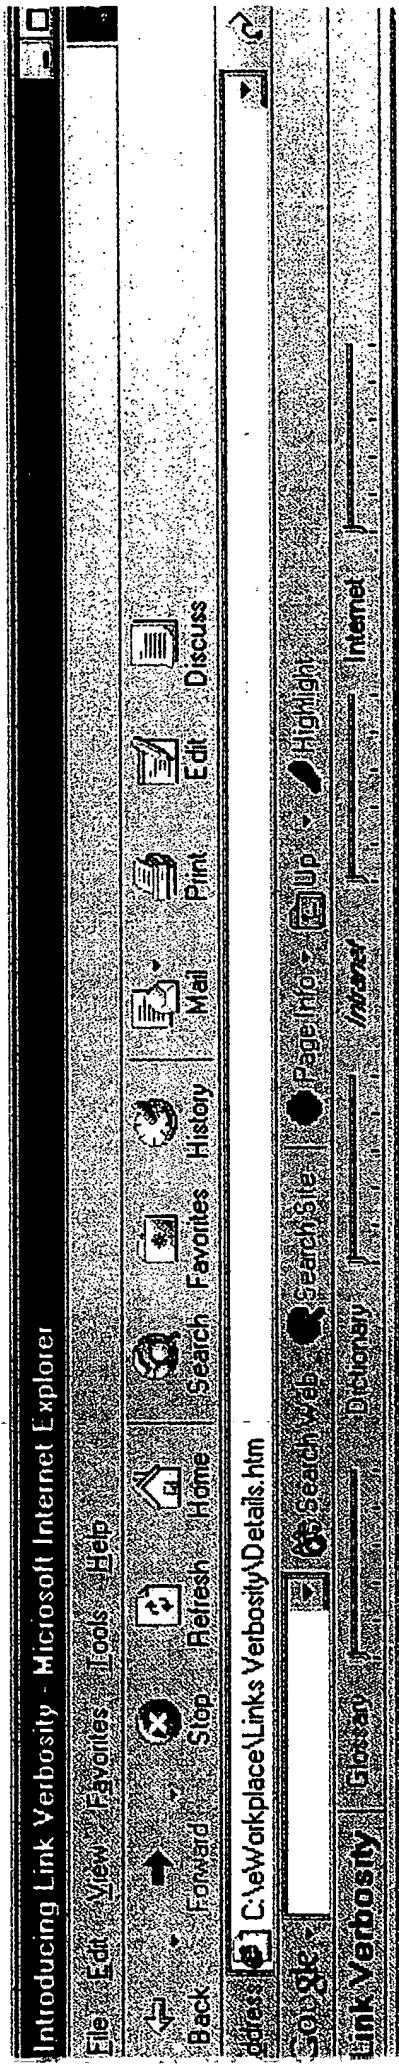 Introducing Link Verbosity - Microsoft Internet Explorer
File Edit View Favorites Tools Help
Back Forward Stop Refresh Home Search Favorites History Mail Print Edit Discuss
ddress C:\eWorkplace\Links Verbosity\Details.htm
Google Search Web Search Site Page Info Up Highlight
Link Verbosity Glossary Dictionary Intranet Internet